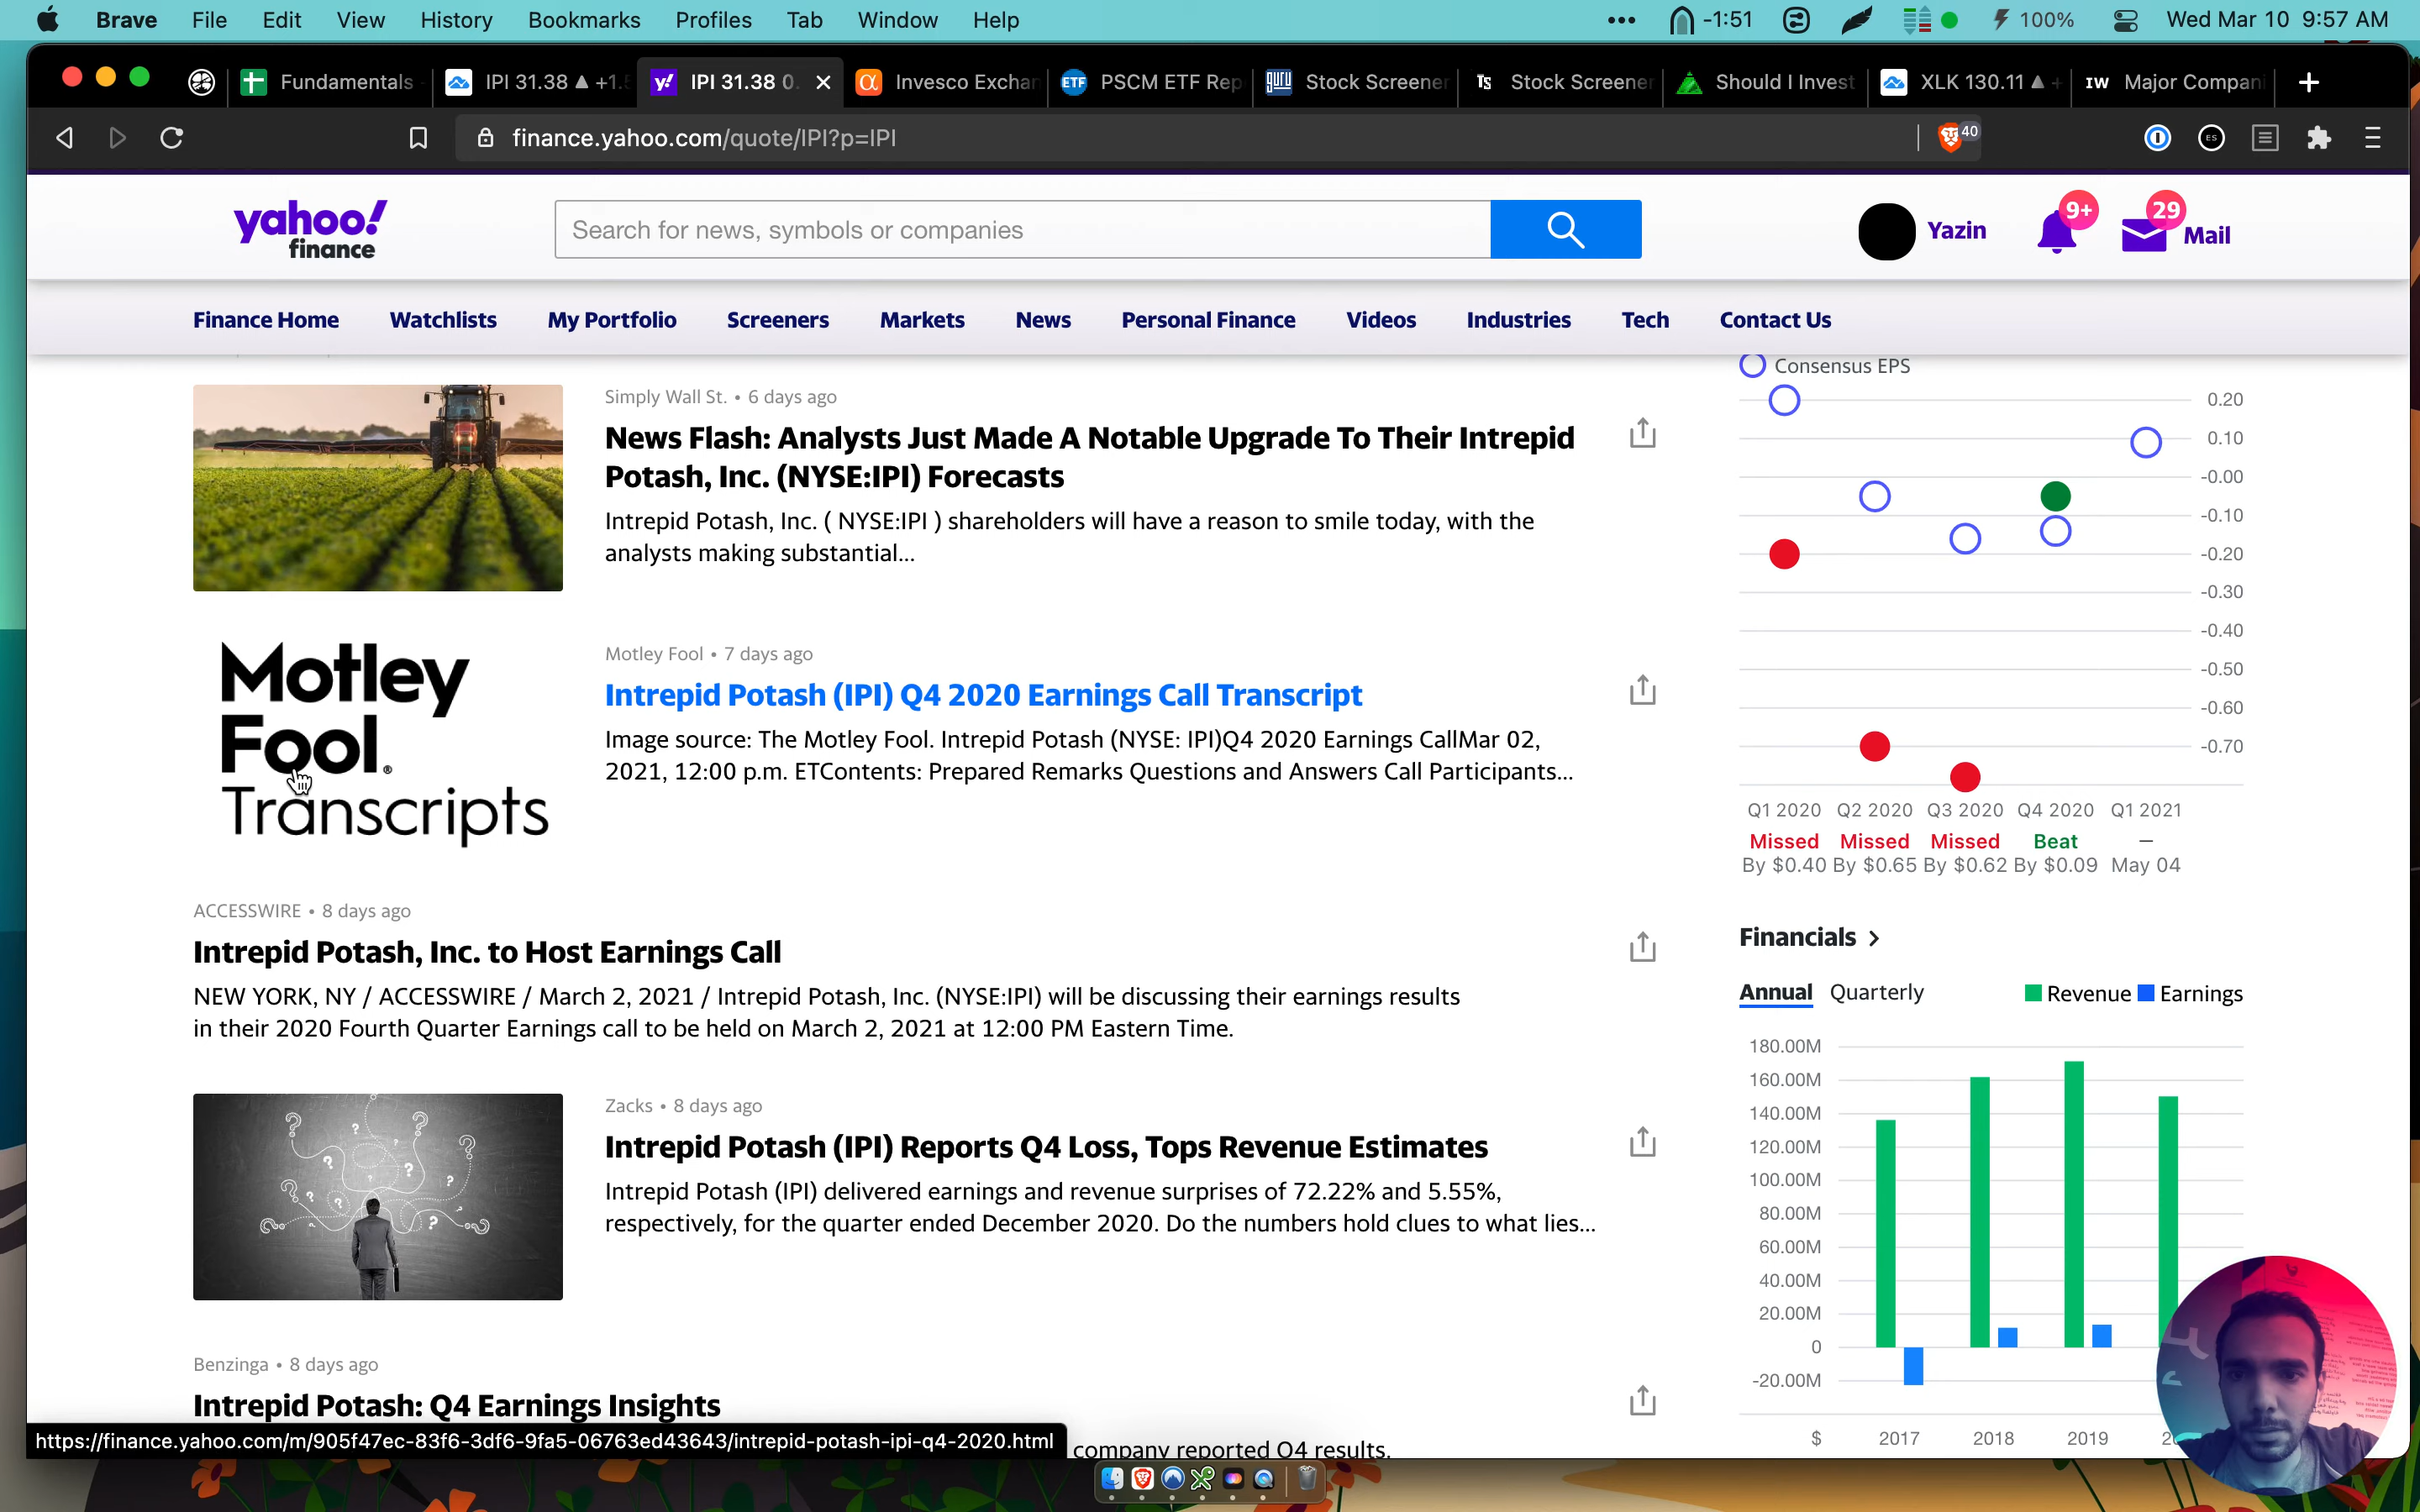 Brave File Edit View History Bookmarks Profiles Tab Window Help
••• -1:51 100% Wed Mar 10 9:57 AM
Fundamentals IPI 31.38 ▲ +1.5 IPI 31.38 0. Invesco Exchan PSCM ETF Rep Stock Screener Stock Screener Should I Invest XLK 130.11 ▲ + IW Major Compani
finance.yahoo.com/quote/IPI?p=IPI
40
yahoo!
finance
Search for news, symbols or companies
Yazin
9+
29
Mail
Finance Home Watchlists My Portfolio Screeners Markets News Personal Finance Videos Industries Tech Contact Us
Simply Wall St. • 6 days ago
News Flash: Analysts Just Made A Notable Upgrade To Their Intrepid
Potash, Inc. (NYSE:IPI) Forecasts
Intrepid Potash, Inc. ( NYSE:IPI ) shareholders will have a reason to smile today, with the
analysts making substantial...
Motley
Fool®
Transcripts
Motley Fool • 7 days ago
Intrepid Potash (IPI) Q4 2020 Earnings Call Transcript
Image source: The Motley Fool. Intrepid Potash (NYSE: IPI)Q4 2020 Earnings CallMar 02,
2021, 12:00 p.m. ETContents: Prepared Remarks Questions and Answers Call Participants...
ACCESSWIRE • 8 days ago
Intrepid Potash, Inc. to Host Earnings Call
NEW YORK, NY / ACCESSWIRE / March 2, 2021 / Intrepid Potash, Inc. (NYSE:IPI) will be discussing their earnings results
in their 2020 Fourth Quarter Earnings call to be held on March 2, 2021 at 12:00 PM Eastern Time.
Zacks • 8 days ago
Intrepid Potash (IPI) Reports Q4 Loss, Tops Revenue Estimates
Intrepid Potash (IPI) delivered earnings and revenue surprises of 72.22% and 5.55%,
respectively, for the quarter ended December 2020. Do the numbers hold clues to what lies...
Benzinga • 8 days ago
Intrepid Potash: Q4 Earnings Insights
company reported Q4 results.
https://finance.yahoo.com/m/905f47ec-83f6-3df6-9fa5-06763ed43643/intrepid-potash-ipi-q4-2020.html
Consensus EPS
0.20
0.10
-0.00
-0.10
-0.20
-0.30
-0.40
-0.50
-0.60
-0.70
Q1 2020 Q2 2020 Q3 2020 Q4 2020 Q1 2021
Missed Missed Missed Beat –
By $0.40 By $0.65 By $0.62 By $0.09 May 04
Financials
Annual Quarterly Revenue Earnings
180.00M
160.00M
140.00M
120.00M
100.00M
80.00M
60.00M
40.00M
20.00M
0
-20.00M
$ 2017 2018 2019